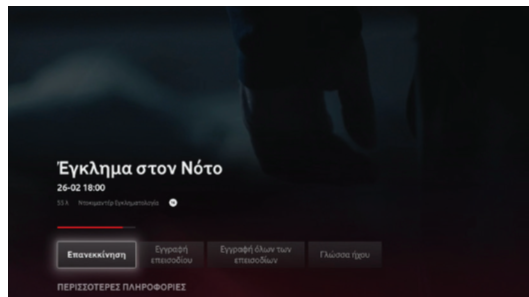 Έγκλημα στον Νότο
26-02 18:00
55 λ Ντοκιμαντέρ Εγκληματολογία
Επανεκκίνηση
Εγγραφή
επεισοδίου
Εγγραφή όλων των
επεισοδίων
Γλώσσα ήχου
ΠΕΡΙΣΣΟΤΕΡΕΣ ΠΛΗΡΟΦΟΡΙΕΣ